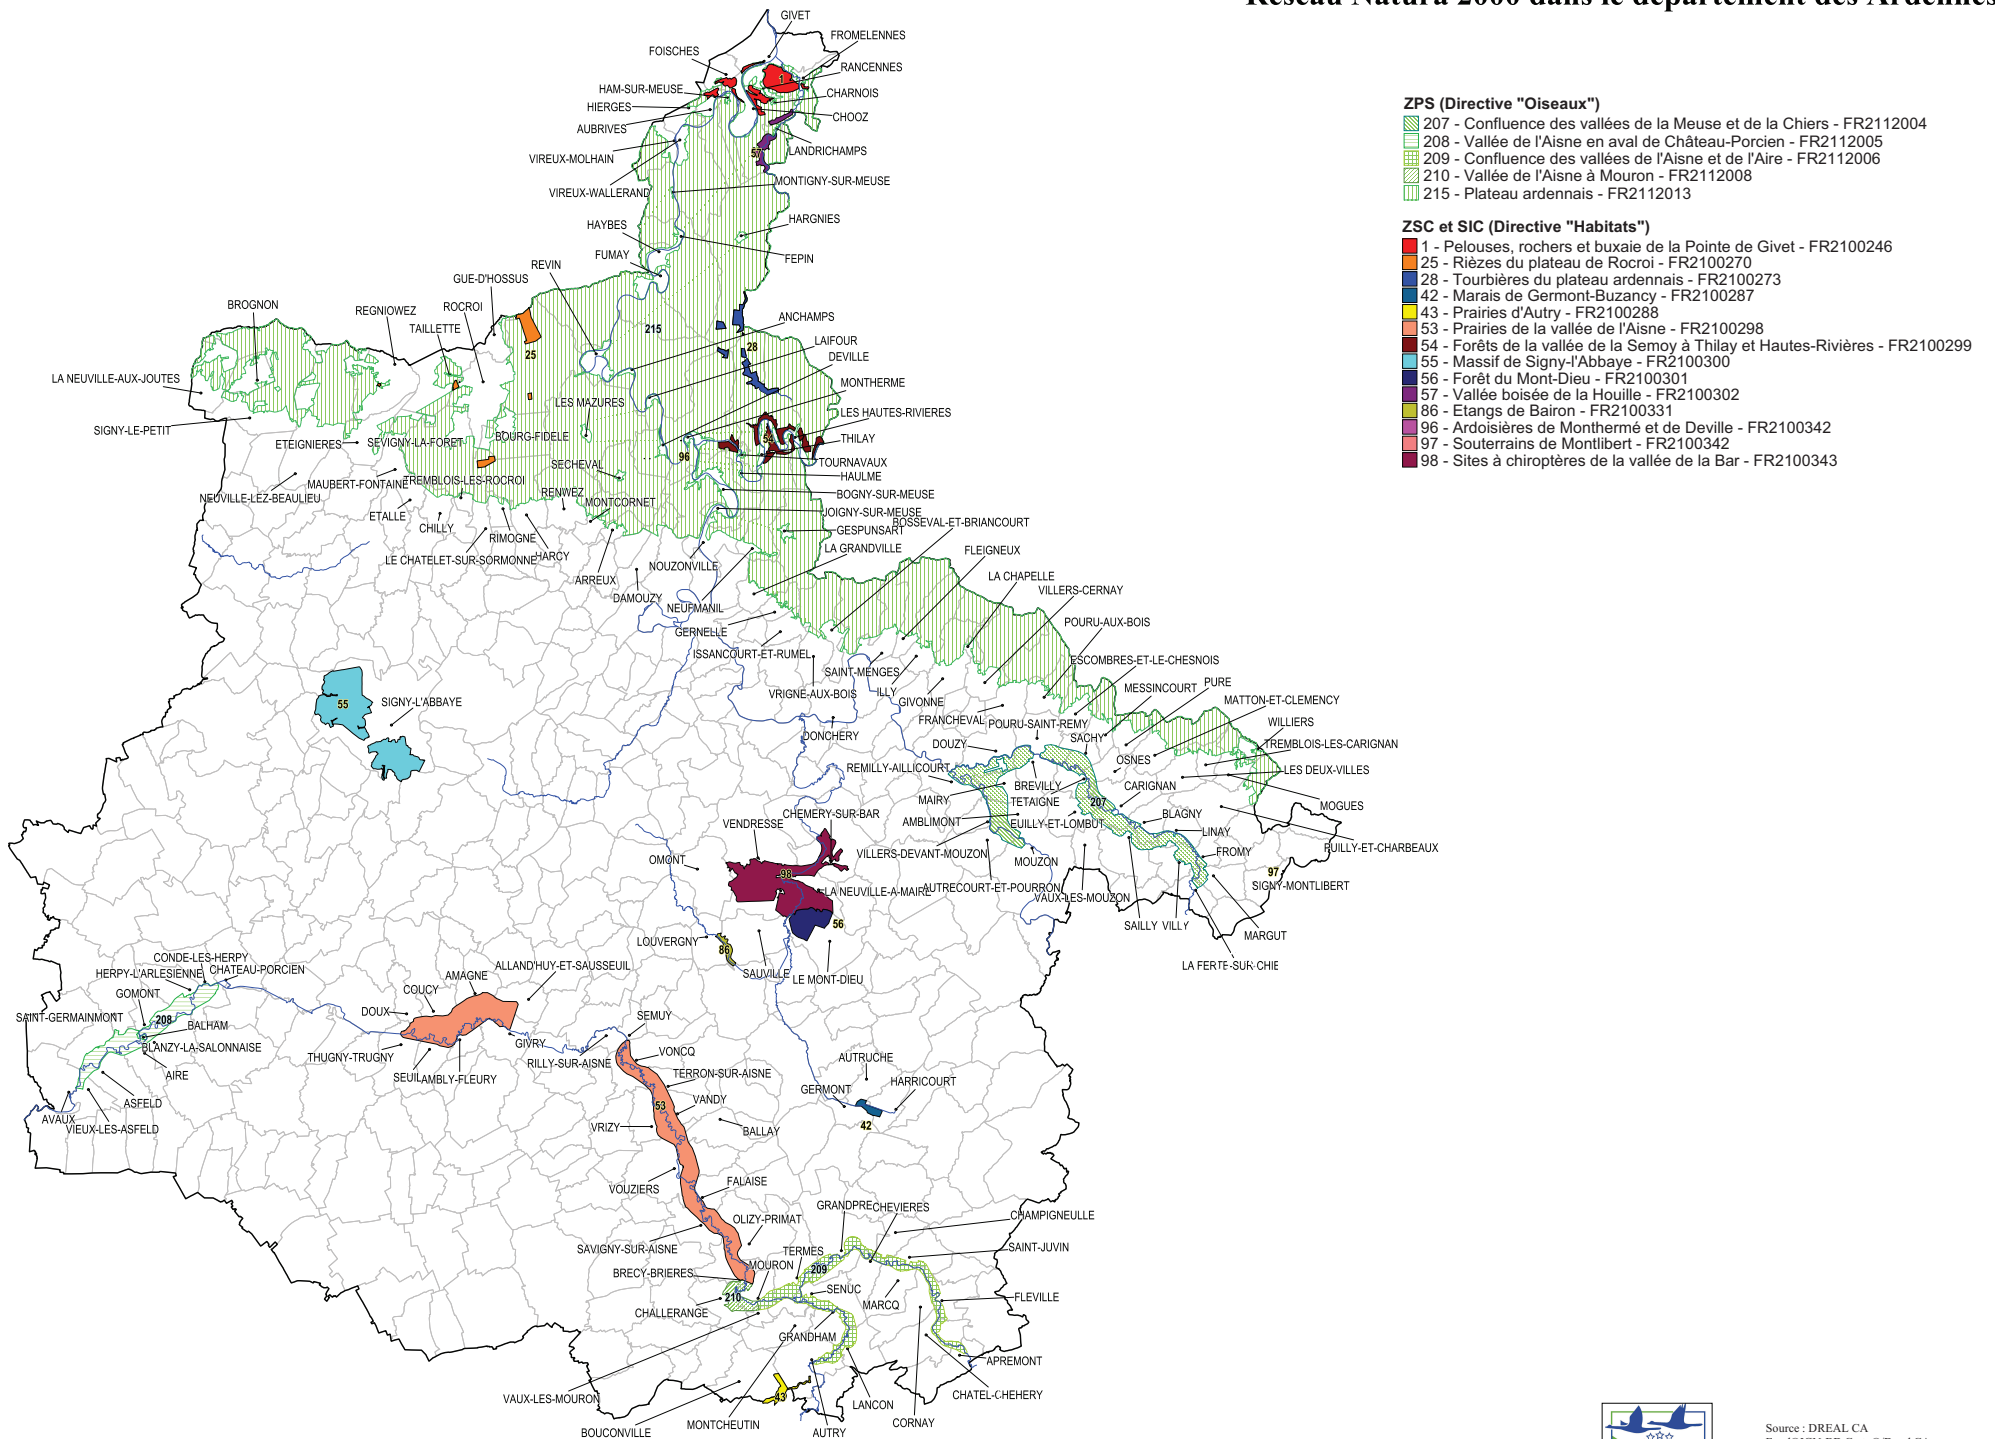 Réseau Natura 2000 dans le département des Ardennes
ZPS (Directive "Oiseaux")
207 - Confluence des vallées de la Meuse et de la Chiers - FR2112004
208 - Vallée de l'Aisne en aval de Château-Porcien - FR2112005
209 - Confluence des vallées de l'Aisne et de l'Aire - FR2112006
210 - Vallée de l'Aisne à Mouron - FR2112008
215 - Plateau ardennais - FR2112013
ZSC et SIC (Directive "Habitats")
1 - Pelouses, rochers et buxaie de la Pointe de Givet - FR2100246
25 - Rièzes du plateau de Rocroi - FR2100270
28 - Tourbières du plateau ardennais - FR2100273
42 - Marais de Germont-Buzancy - FR2100287
43 - Prairies d'Autry - FR2100288
53 - Prairies de la vallée de l'Aisne - FR2100298
54 - Forêts de la vallée de la Semoy à Thilay et Hautes-Rivières - FR2100299
55 - Massif de Signy-l'Abbaye - FR2100300
56 - Forêt du Mont-Dieu - FR2100301
57 - Vallée boisée de la Houille - FR2100302
86 - Etangs de Bairon - FR2100331
96 - Ardoisières de Monthermé et de Deville - FR2100342
97 - Souterrains de Montlibert - FR2100342
98 - Sites à chiroptères de la vallée de la Bar - FR2100343
GIVET
FROMELENNES
FOISCHES
RANCENNES
1
HAM-SUR-MEUSE
CHARNOIS
HIERGES
CHOOZ
AUBRIVES
LANDRICHAMPS
57
VIREUX-MOLHAIN
MONTIGNY-SUR-MEUSE
VIREUX-WALLERAND
HARGNIES
HAYBES
FUMAY
FEPIN
REVIN
GUE-D'HOSSUS
BROGNON
REGNIOWEZ
ROCROI
TAILLETTE
ANCHAMPS
215
LAIFOUR
28
25
DEVILLE
LA NEUVILLE-AUX-JOUTES
MONTHERME
LES MAZURES
LES HAUTES-RIVIERES
SIGNY-LE-PETIT
ETEIGNIERES
SEVIGNY-LA-FORET
BOURG-FIDELE
54
THILAY
96
SECHEVAL
TOURNAVAUX
HAULME
MAUBERT-FONTAINE
TREMBLOIS-LES-ROCROI
NEUVILLE-LEZ-BEAULIEU
RENWEZ
MONTCORNET
BOGNY-SUR-MEUSE
ETALLE
JOIGNY-SUR-MEUSE
CHILLY
BOSSEVAL-ET-BRIANCOURT
RIMOGNE
GESPUNSART
LE CHATELET-SUR-SORMONNE
HARCY
LA GRANDVILLE
FLEIGNEUX
NOUZONVILLE
ARREUX
LA CHAPELLE
DAMOUZY
VILLERS-CERNAY
NEUFMANIL
POURU-AUX-BOIS
GERNELLE
ISSANCOURT-ET-RUMEL
ESCOMBRES-ET-LE-CHESNOIS
SAINT-MENGES
VRIGNE-AUX-BOIS
ILLY
MESSINCOURT
PURE
GIVONNE
MATTON-ET-CLEMENCY
55
SIGNY-L'ABBAYE
FRANCHEVAL
POURU-SAINT-REMY
WILLIERS
DONCHERY
DOUZY
SACHY
TREMBLOIS-LES-CARIGNAN
OSNES
REMILLY-AILLICOURT
LES DEUX-VILLES
BREVILLY
CARIGNAN
MAIRY
TETAIGNE
207
MOGUES
CHEMERY-SUR-BAR
AMBLIMONT
EUILLY-ET-LOMBUT
BLAGNY
VENDRESSE
LINAY
PUILLY-ET-CHARBEAUX
OMONT
VILLERS-DEVANT-MOUZON
MOUZON
FROMY
98
97
LA NEUVILLE-A-MAIRE
AUTRECOURT-ET-POURRON
VAUX-LES-MOUZON
SIGNY-MONTLIBERT
56
SAILLY
VILLY
MARGUT
LOUVERGNY
86
SAUVILLE
LE MONT-DIEU
LA FERTE-SUR-CHIE
CONDE-LES-HERPY
HERPY-L'ARLESIENNE
CHATEAU-PORCIEN
ALLAND'HUY-ET-SAUSSEUIL
AMAGNE
GOMONT
COUCY
SAINT-GERMAINMONT
208
DOUX
BALHAM
SEMUY
BLANZY-LA-SALONNAISE
GIVRY
THUGNY-TRUGNY
RILLY-SUR-AISNE
VONCQ
AIRE
SEUIL
AMBLY-FLEURY
TERRON-SUR-AISNE
AUTRUCHE
ASFELD
VANDY
GERMONT
HARRICOURT
AVAUX
VIEUX-LES-ASFELD
53
VRIZY
BALLAY
42
VOUZIERS
FALAISE
GRANDPRE
CHEVIERES
OLIZY-PRIMAT
CHAMPIGNEULLE
SAVIGNY-SUR-AISNE
TERMES
SAINT-JUVIN
MOURON
209
BRECY-BRIERES
SENUC
210
MARCQ
FLEVILLE
CHALLERANGE
GRANDHAM
APREMONT
VAUX-LES-MOURON
43
CHATEL-CHEHERY
LANCON
MONTCHEUTIN
CORNAY
BOUCONVILLE
AUTRY
Source : DREAL CA